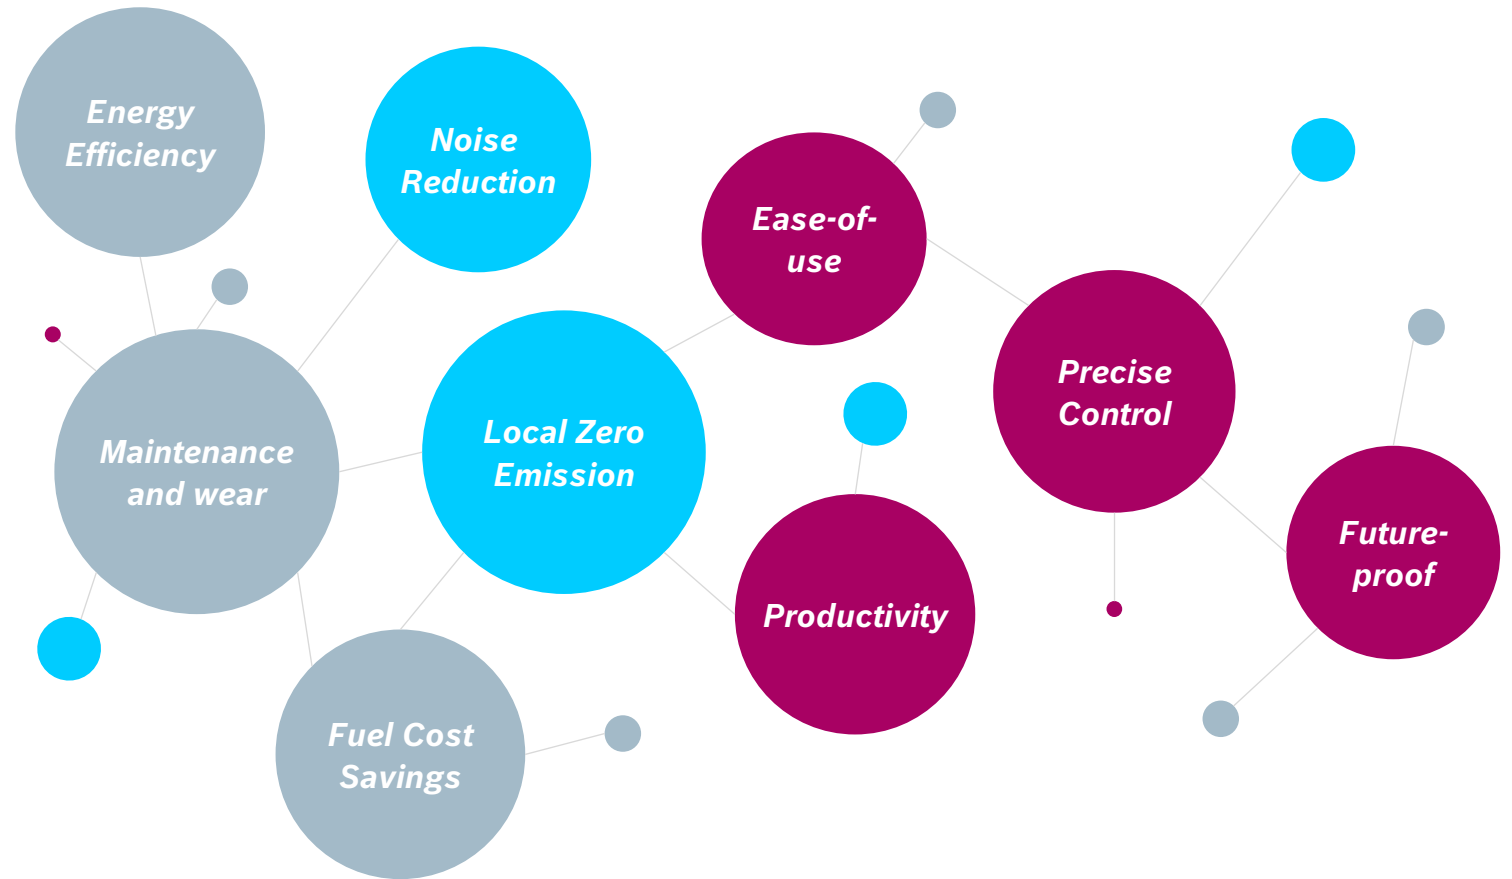 Energy
Efficiency
Noise
Reduction
Ease-of-
use
Precise
Control
Local Zero
Emission
Maintenance
and wear
Future-
proof
Productivity
Fuel Cost
Savings